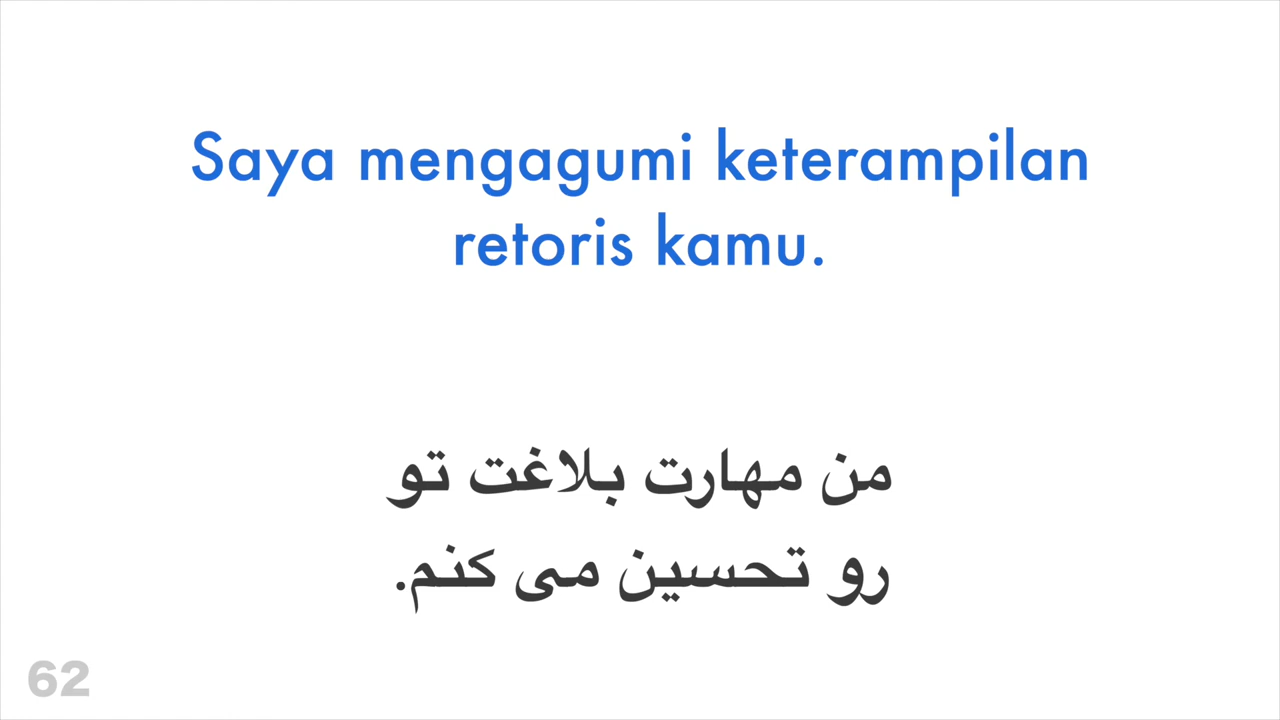 Saya mengagumi keterampilan
retoris kamu.
من مهارت بلاغت تو
رو تحسین می کنم.
62